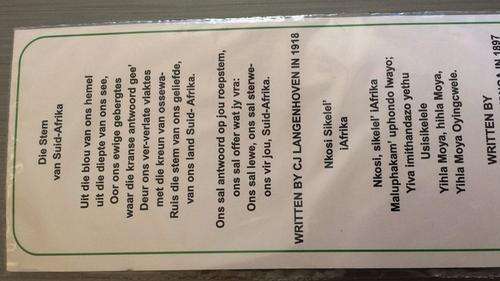 Die Stem
van Suid-Afrika
Uit die blou van ons hemel
uit die diepte van ons see,
Oor ons ewige gebergtes
waar die kranse antwoord gee'
Deur ons ver-verlate vlaktes
met die kreun van ossewa-
Ruis die stem van ons geliefde,
van ons land Suid- Afrika.
Ons sal antwoord op jou roepstem,
ons sal offer wat jy vra:
Ons sal lewe, ons sal sterwe-
ons vir jou, Suid-Afrika.
WRITTEN BY CJ LANGENHOVEN IN 1918
Nkosi Sikelel'
iAfrika
Nkosi, sikelel' iAfrika
Maluphakam' uphondo lwayo;
Yiva imithandazo yethu
Usisikelele
Yihla Moya, hihla Moya,
Yihla Moya Oyingcwele.
WRITTEN BY
IN 1897